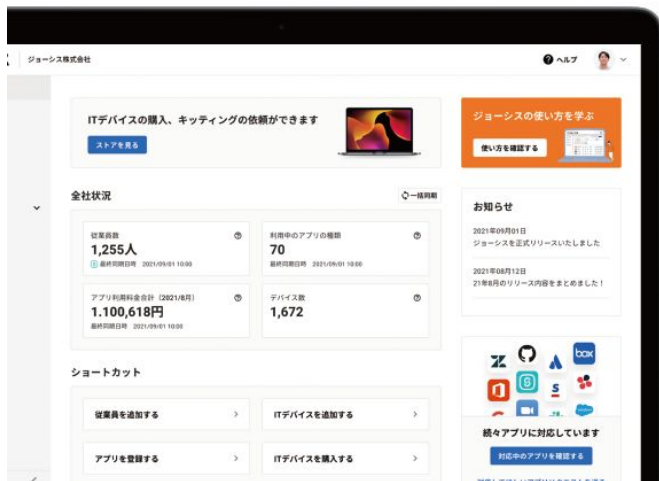 ジョーシス株式会社
ヘルプ
ITデバイスの購入、キッティングの依頼ができます
ストアを見る
ジョーシスの使い方を学ぶ
使い方を確認する
全社状況
一括同期
従業員数
1,255人
最終同期日時 2021/09/01 10:00
利用中のアプリの種類
70
最終同期日時 2021/09/01 10:00
アプリ利用料金合計（2021/8月）
1.100,618円
最終同期日時 2021/09/01 10:00
デバイス数
1,672
お知らせ
2021年09月01日
ジョーシスを正式リリースいたしました
2021年08月12日
21年8月のリリース内容をまとめました！
ショートカット
従業員を追加する
ITデバイスを追加する
アプリを登録する
ITデバイスを購入する
box
続々アプリに対応しています
対応中のアプリを確認する